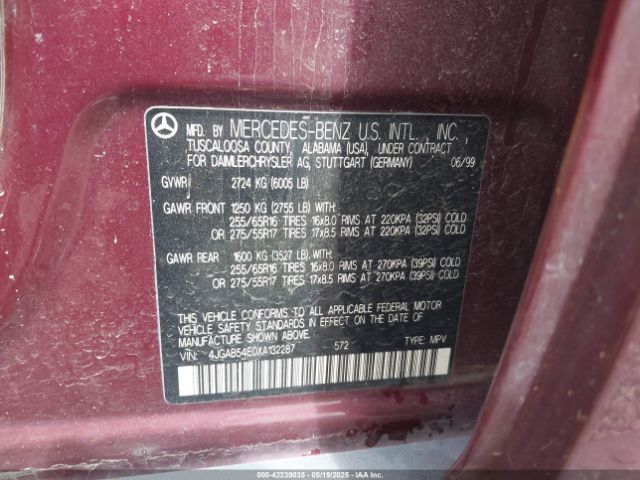 MFD. BY MERCEDES-BENZ U.S. INTL., INC.
TUSCALOOSA COUNTY, ALABAMA (USA), UNDER CONTRACT
FOR DAIMLERCHRYSLER AG, STUTTGART (GERMANY) 06/99
GVWR 2724 KG (6005 LB)
GAWR FRONT 1250 KG (2755 LB) WITH:
255/65R16 TIRES 16x8.0 RIMS AT 220KPA (32PSI) COLD
OR 275/55R17 TIRES 17x8.5 RIMS AT 220KPA (32PSI) COLD
GAWR REAR 1600 KG (3527 LB) WITH:
255/65R16 TIRES 16x8.0 RIMS AT 270KPA (39PSI) COLD
OR 275/55R17 TIRES 17x8.5 RIMS AT 270KPA (39PSI) COLD
THIS VEHICLE CONFORMS TO ALL APPLICABLE FEDERAL MOTOR
VEHICLE SAFETY STANDARDS IN EFFECT ON THE DATE OF
MANUFACTURE SHOWN ABOVE.
VIN: 4JGAB54E0XA132287 572 TYPE: MPV
000-42239035 - 05/19/2025 - IAAI.COM